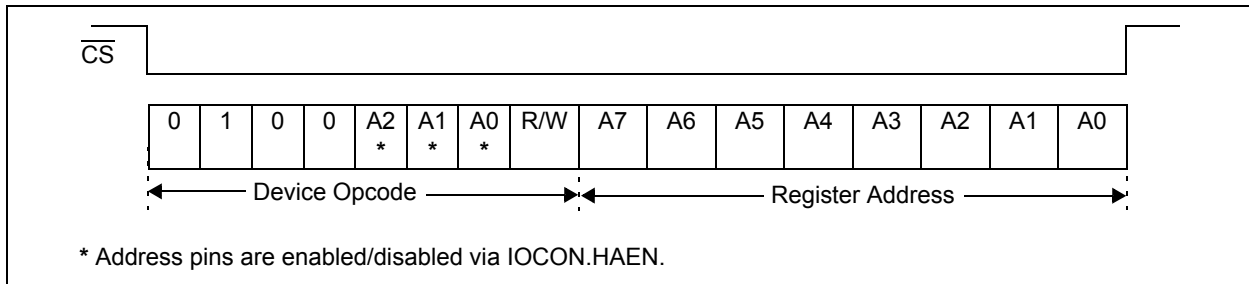 CS
0 1 0 0 A2 A1 A0 R/W A7 A6 A5 A4 A3 A2 A1 A0
* * *
Device Opcode Register Address
* Address pins are enabled/disabled via IOCON.HAEN.